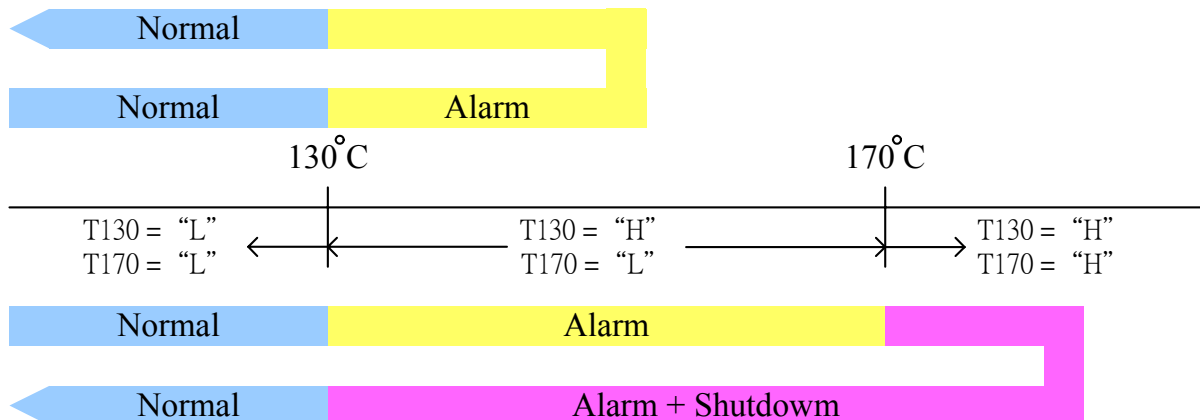 Normal
Normal Alarm
130°C 170°C
T130 = “L” T130 = “H” T130 = “H”
T170 = “L” T170 = “L” T170 = “H”
Normal Alarm
Normal Alarm + Shutdowm